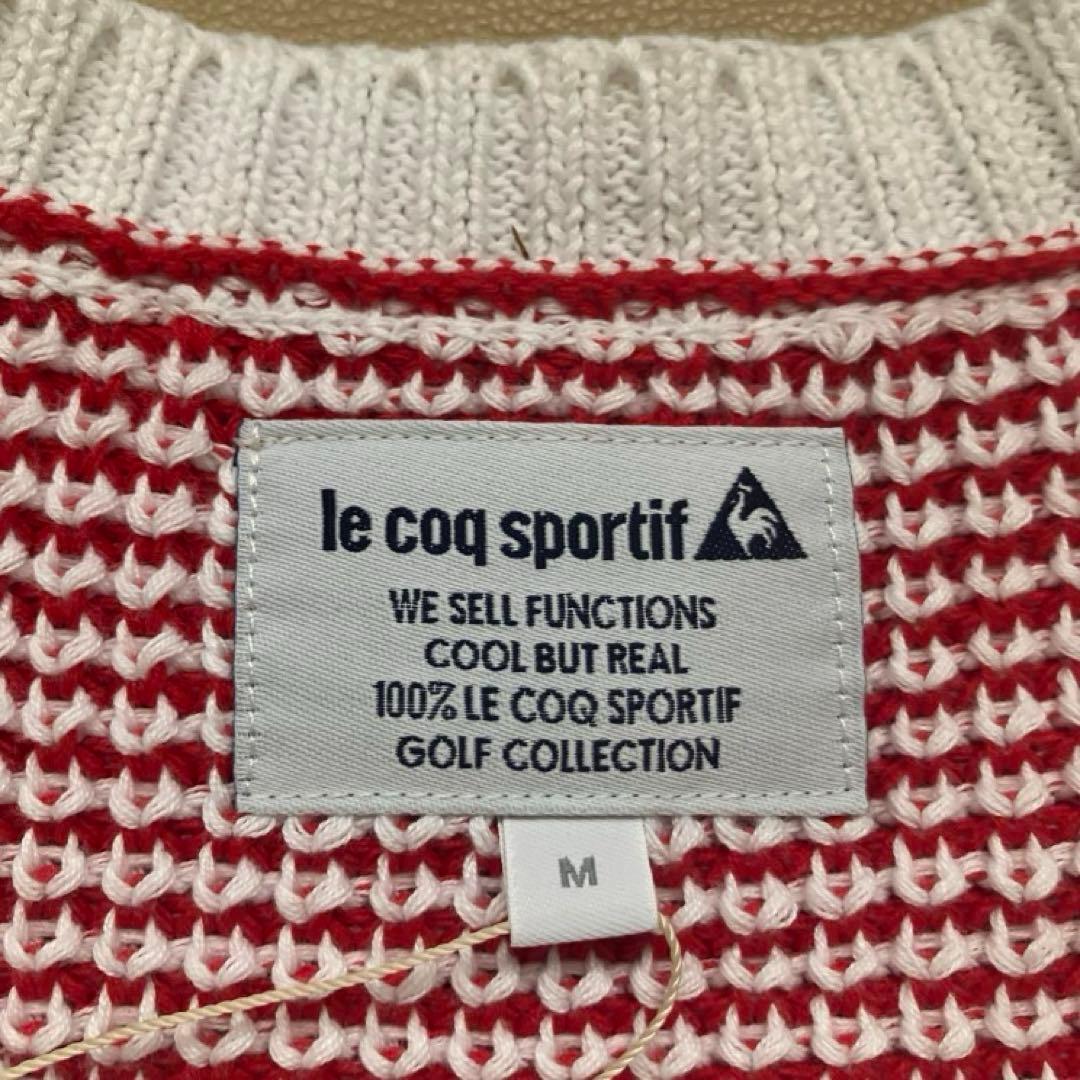 le coq sportif
WE SELL FUNCTIONS
COOL BUT REAL
100% LE COQ SPORTIF
GOLF COLLECTION
M